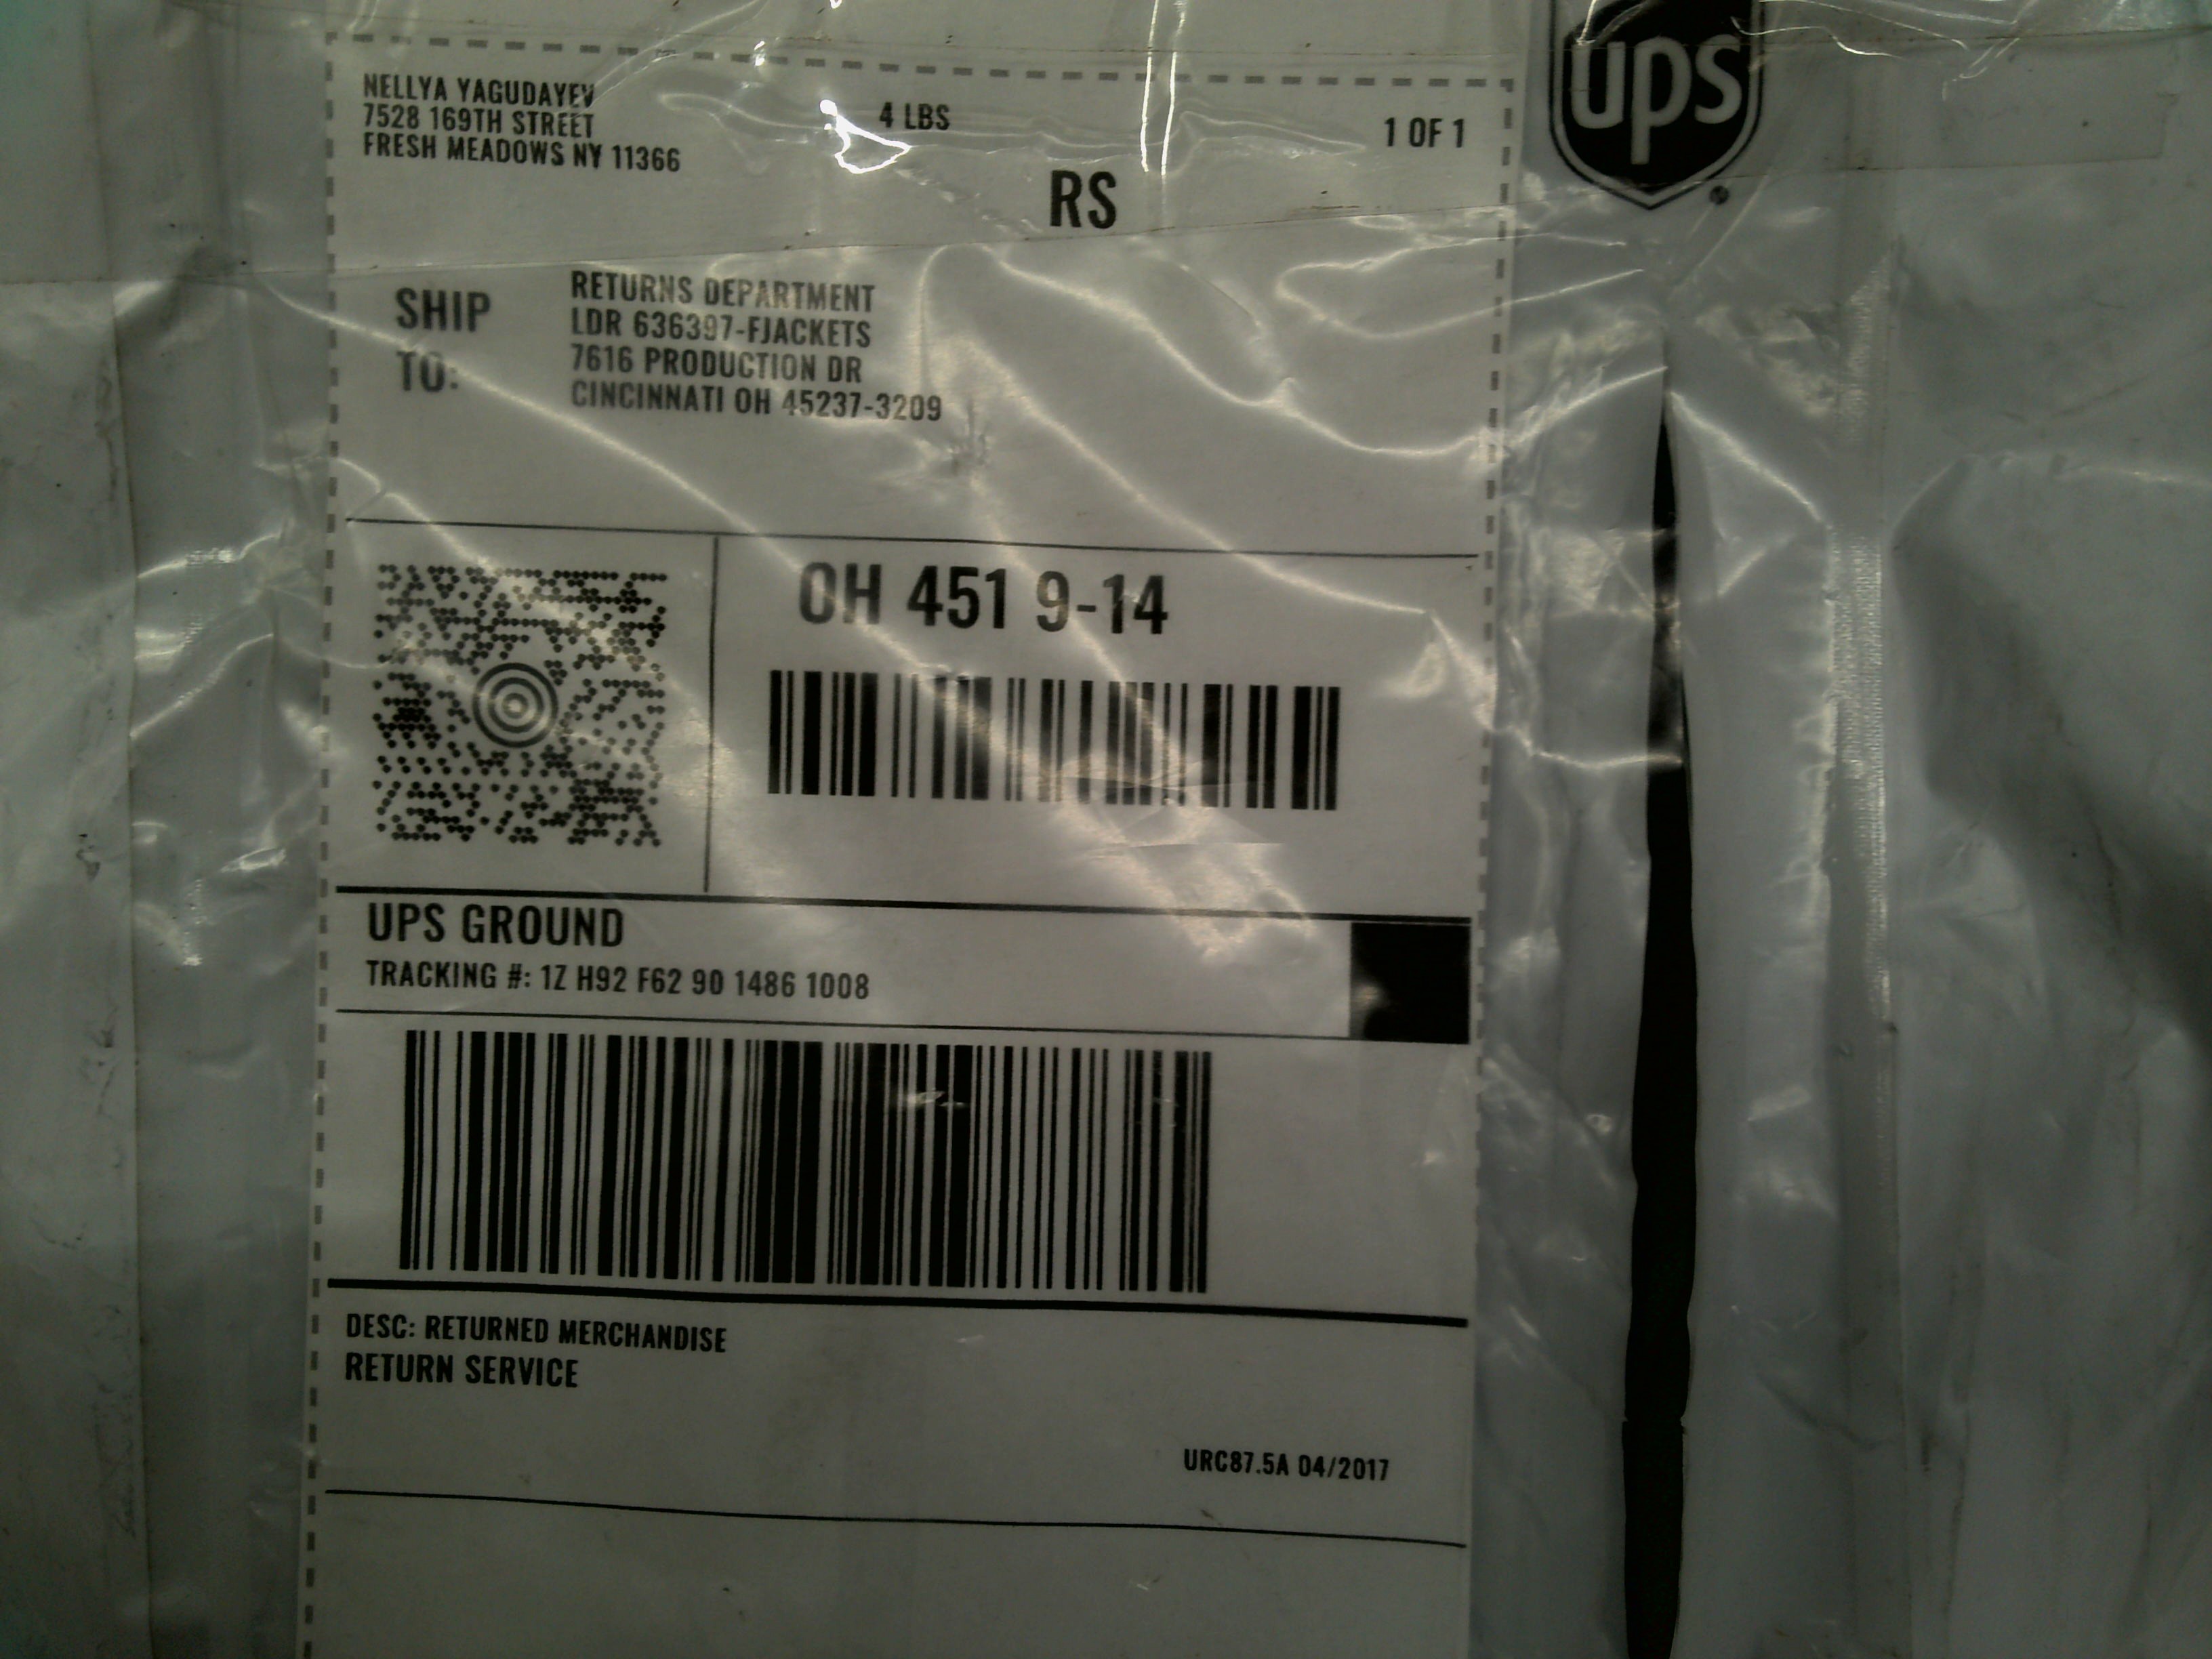 NELLYA YAGUDAYEV
7528 169TH STREET
FRESH MEADOWS NY 11366
4 LBS
1 OF 1
RS
ups
SHIP
TO:
RETURNS DEPARTMENT
LDR 636397-FJACKETS
7616 PRODUCTION DR
CINCINNATI OH 45237-3209
OH 451 9-14
UPS GROUND
TRACKING #: 1Z H92 F62 90 1486 1008
DESC: RETURNED MERCHANDISE
RETURN SERVICE
URC87.5A 04/2017